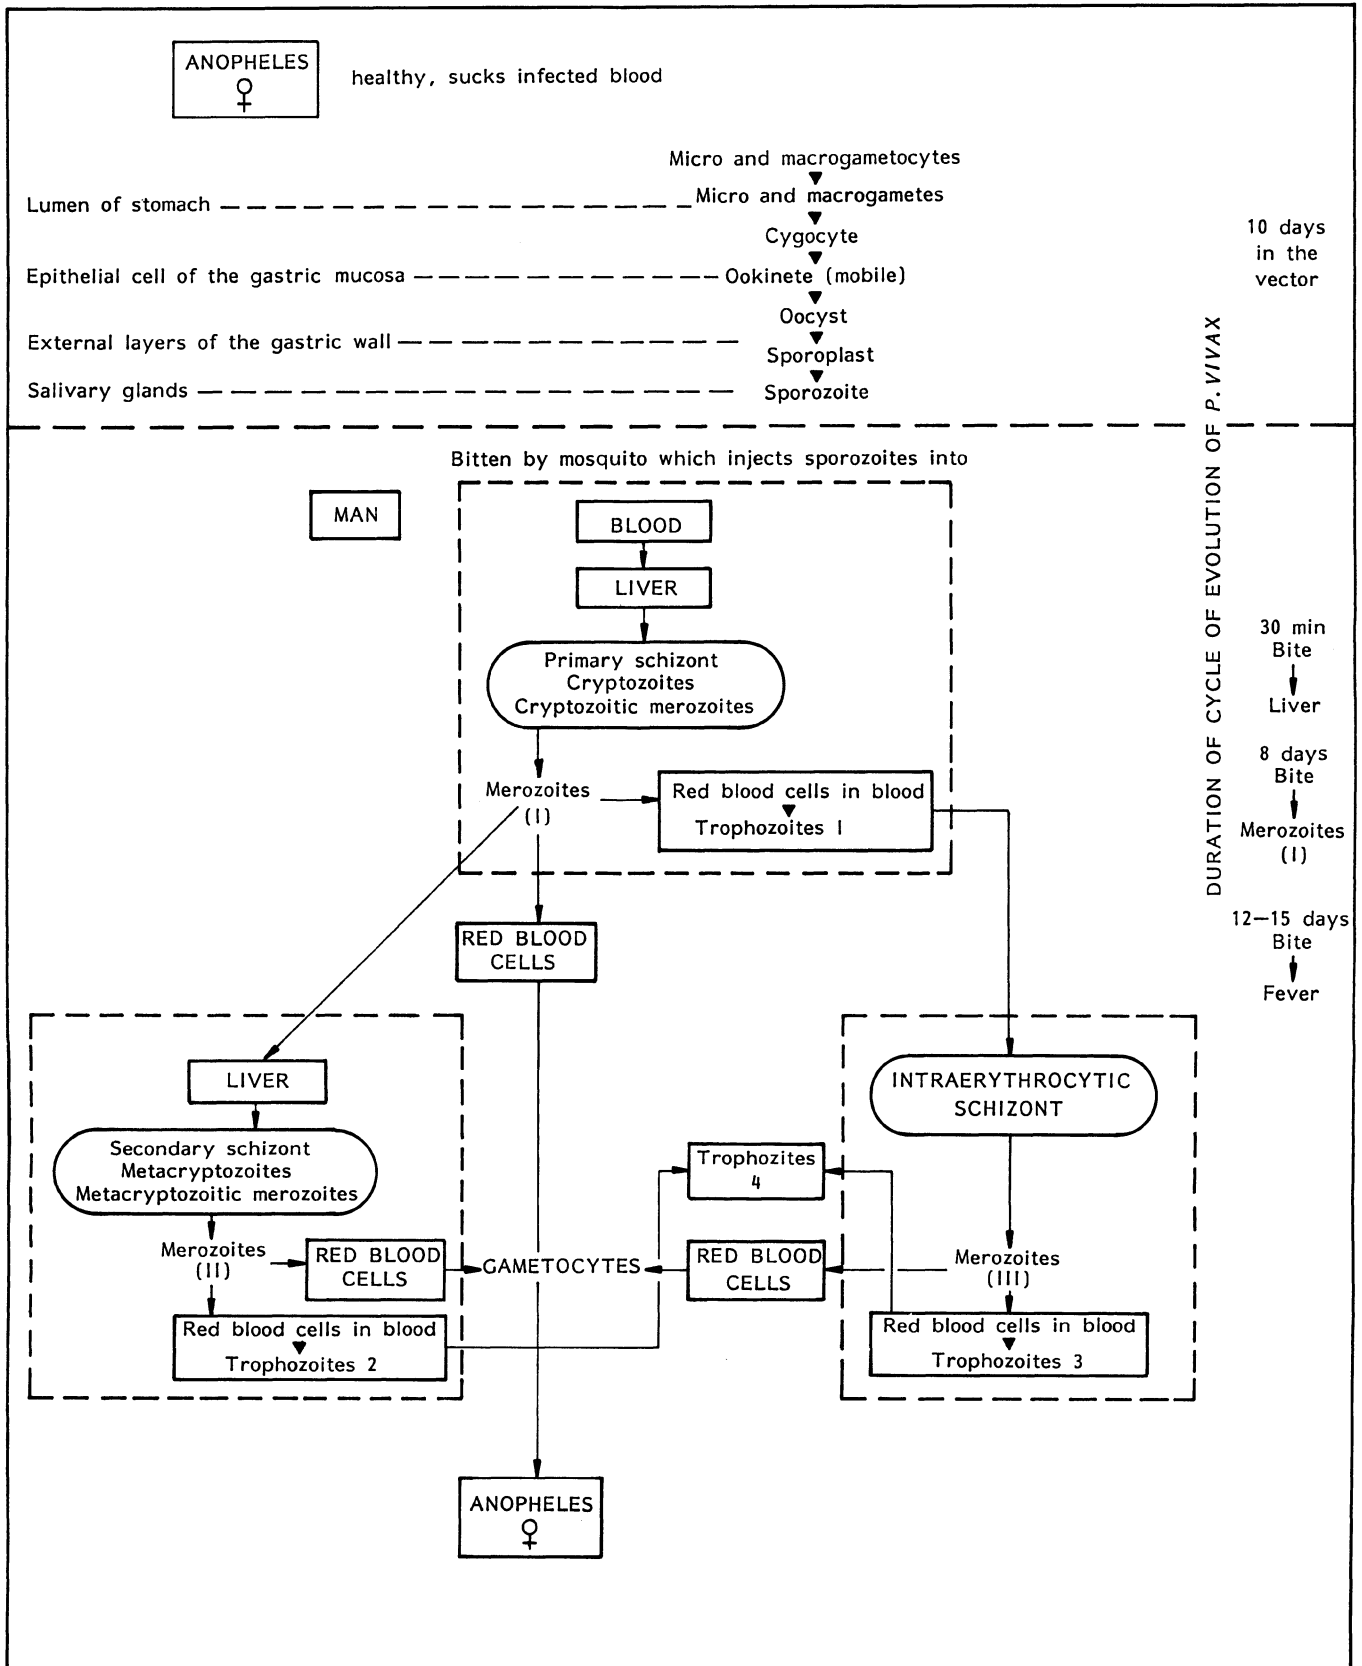 ANOPHELES
♀
healthy, sucks infected blood
Micro and macrogametocytes
Lumen of stomach
Micro and macrogametes
Cygocyte
Epithelial cell of the gastric mucosa
Ookinete (mobile)
Oocyst
External layers of the gastric wall
Sporoplast
Salivary glands
Sporozoite
10 days
in the
vector
DURATION OF CYCLE OF EVOLUTION OF P. VIVAX
Bitten by mosquito which injects sporozoites into
MAN
BLOOD
LIVER
Primary schizont
Cryptozoites
Cryptozoitic merozoites
Merozoites
(I)
Red blood cells in blood
Trophozoites 1
30 min
Bite
Liver
8 days
Bite
Merozoites
(I)
12–15 days
Bite
Fever
RED BLOOD
CELLS
LIVER
Secondary schizont
Metacryptozoites
Metacryptozoitic merozoites
Merozoites
(II)
RED BLOOD
CELLS
Red blood cells in blood
Trophozoites 2
GAMETOCYTES
Trophozites
4
RED BLOOD
CELLS
INTRAERYTHROCYTIC
SCHIZONT
Merozoites
(III)
Red blood cells in blood
Trophozoites 3
ANOPHELES
♀